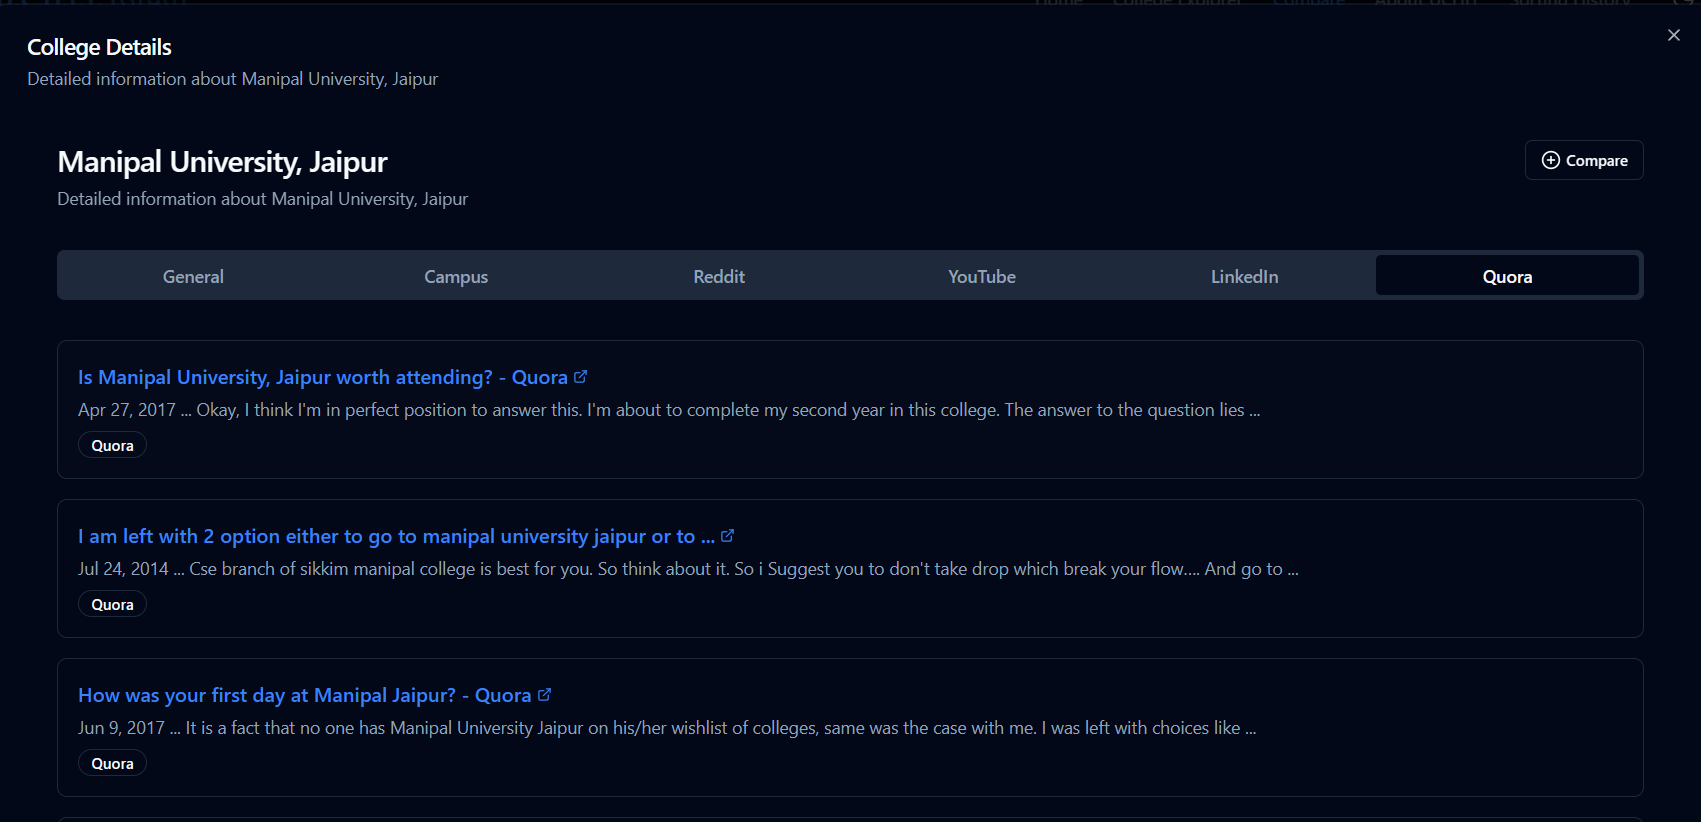 Home College Explorer Compare About Sorting History
College Details
Detailed information about Manipal University, Jaipur
Manipal University, Jaipur
Compare
Detailed information about Manipal University, Jaipur
General Campus Reddit YouTube LinkedIn Quora
Is Manipal University, Jaipur worth attending? - Quora
Apr 27, 2017 ... Okay, I think I'm in perfect position to answer this. I'm about to complete my second year in this college. The answer to the question lies ...
Quora
I am left with 2 option either to go to manipal university jaipur or to ...
Jul 24, 2014 ... Cse branch of sikkim manipal college is best for you. So think about it. So i Suggest you to don't take drop which break your flow.... And go to ...
Quora
How was your first day at Manipal Jaipur? - Quora
Jun 9, 2017 ... It is a fact that no one has Manipal University Jaipur on his/her wishlist of colleges, same was the case with me. I was left with choices like ...
Quora